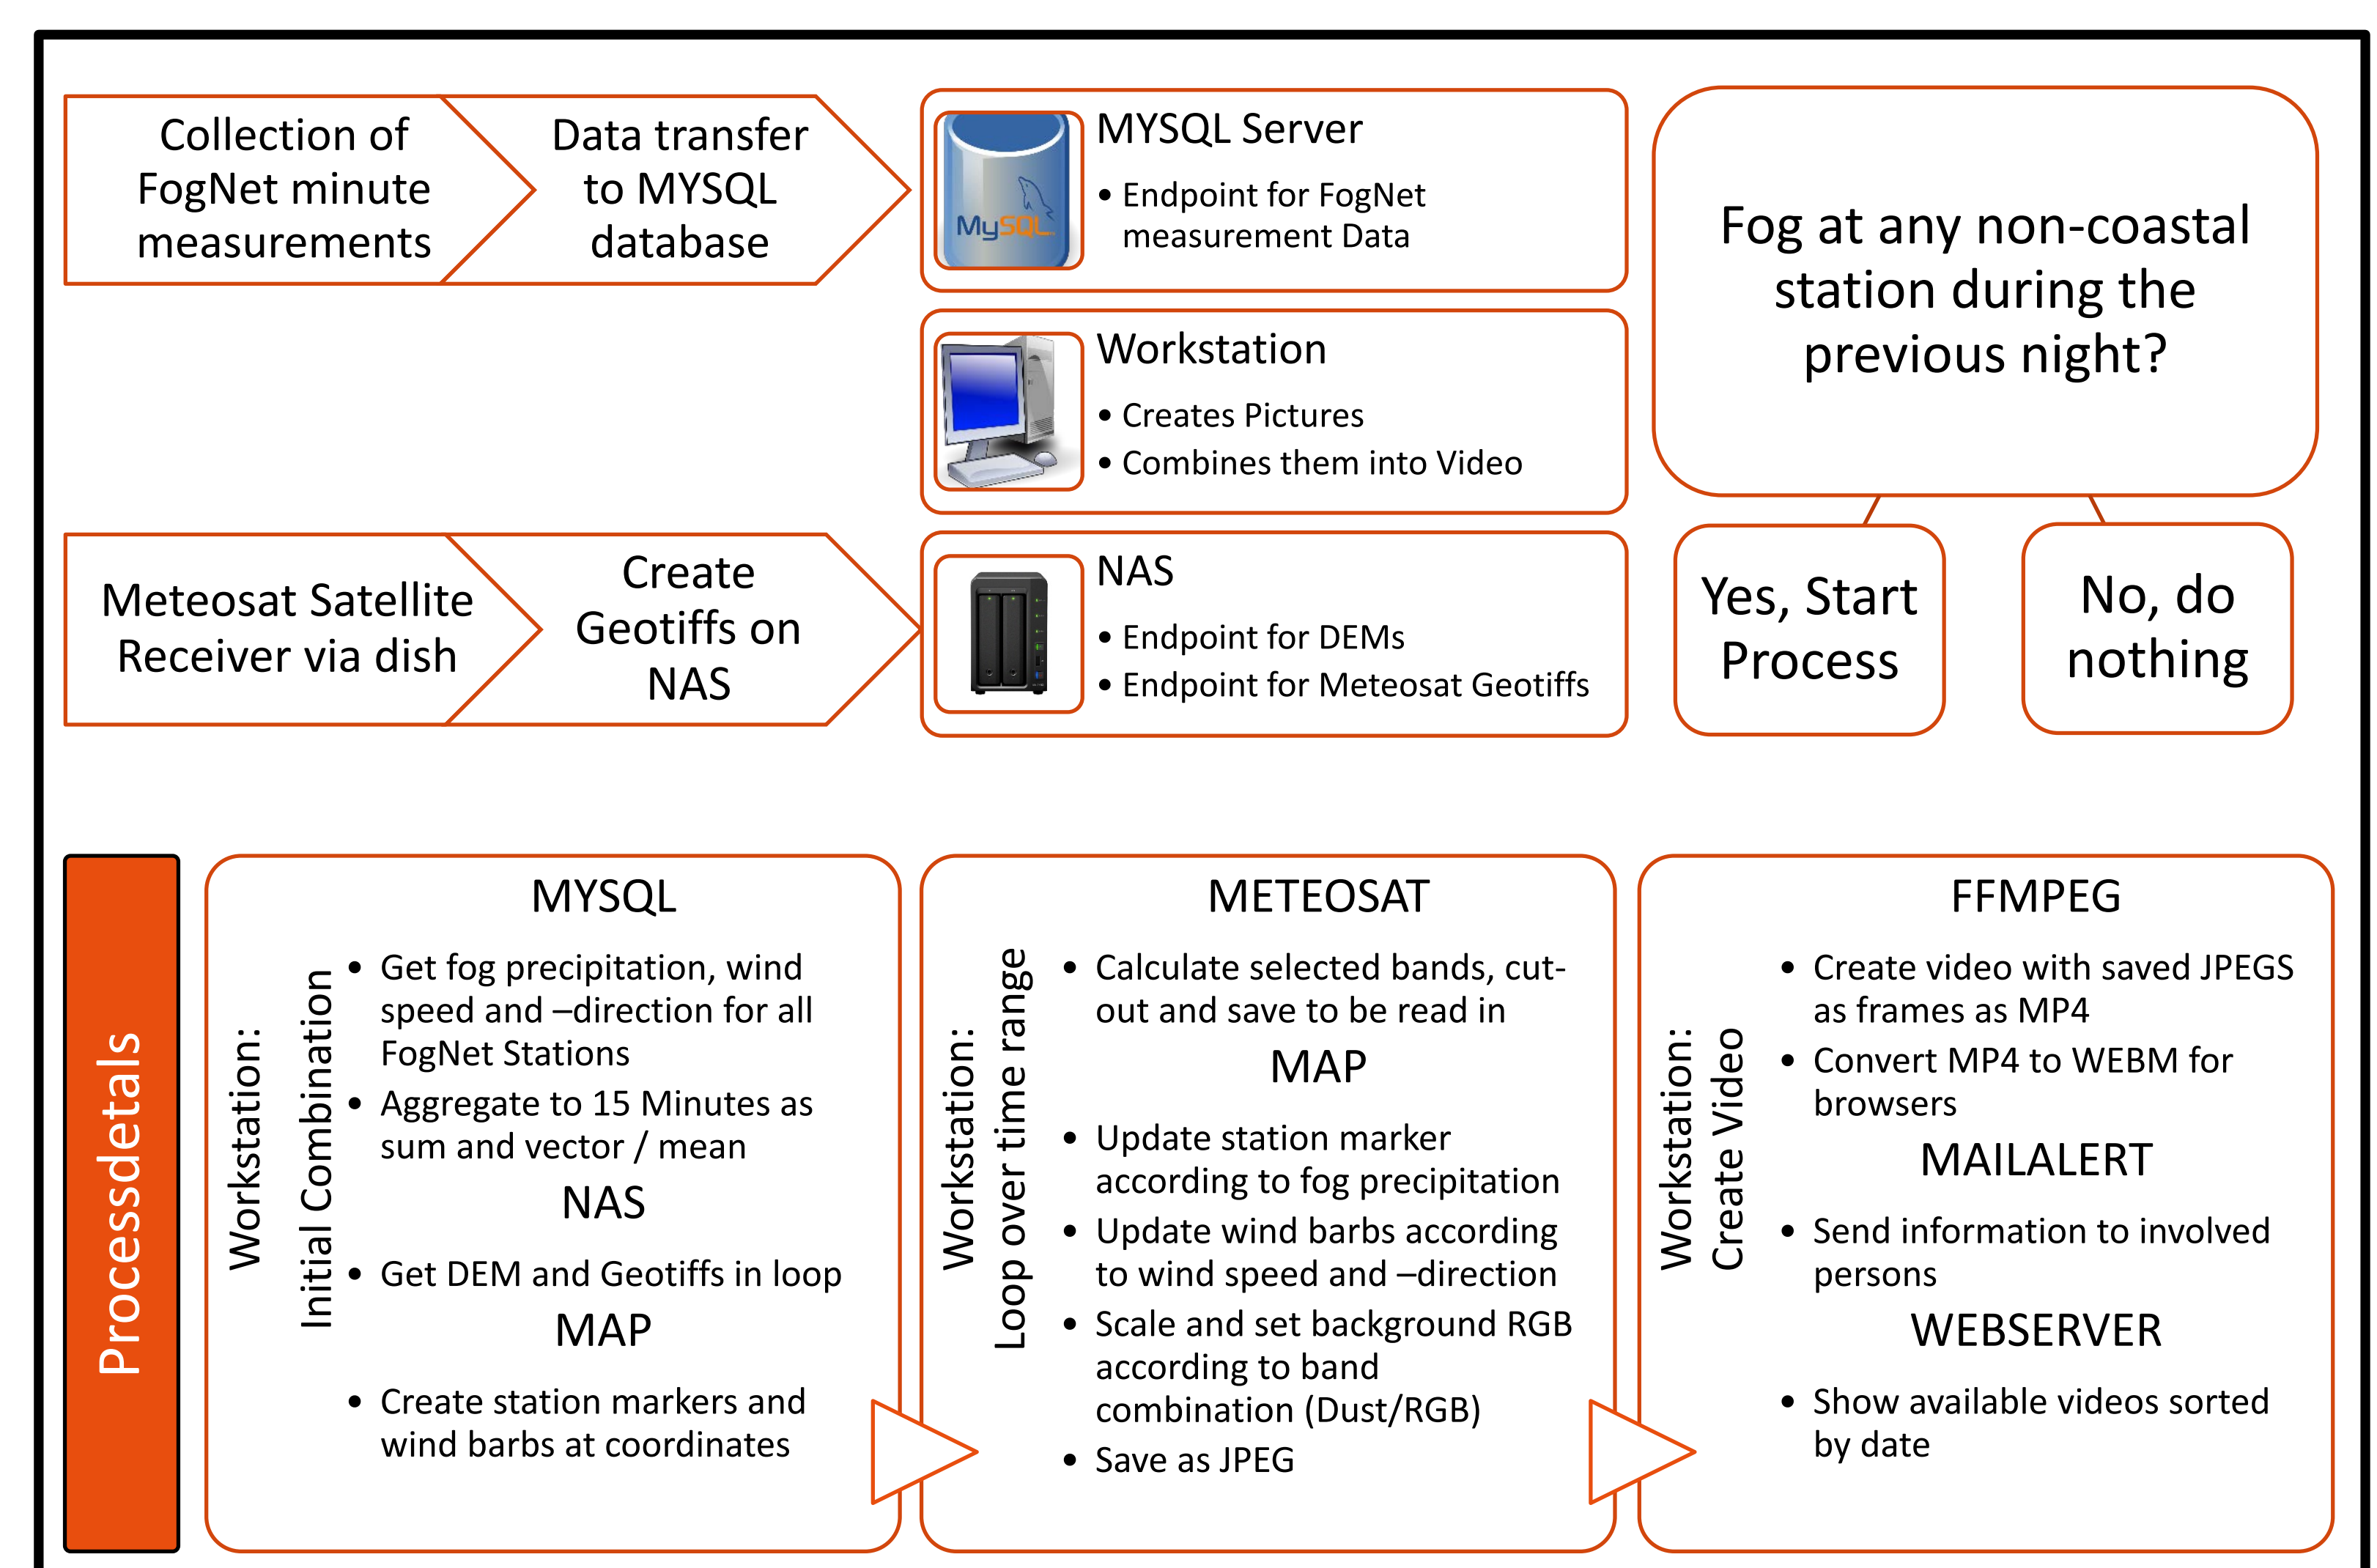 Collection of
FogNet minute
measurements
Data transfer
to MYSQL
database
MySQL
MYSQL Server
• Endpoint for FogNet
measurement Data
Workstation
• Creates Pictures
• Combines them into Video
Meteosat Satellite
Receiver via dish
Create
Geotiffs on
NAS
NAS
• Endpoint for DEMs
• Endpoint for Meteosat Geotiffs
Fog at any non-coastal
station during the
previous night?
Yes, Start
Process
No, do
nothing
Processdetals
Workstation:
Initial Combination
MYSQL
• Get fog precipitation, wind
speed and –direction for all
FogNet Stations
• Aggregate to 15 Minutes as
sum and vector / mean
NAS
• Get DEM and Geotiffs in loop
MAP
• Create station markers and
wind barbs at coordinates
Workstation:
Loop over time range
METEOSAT
• Calculate selected bands, cut-
out and save to be read in
MAP
• Update station marker
according to fog precipitation
• Update wind barbs according
to wind speed and –direction
• Scale and set background RGB
according to band
combination (Dust/RGB)
• Save as JPEG
Workstation:
Create Video
FFMPEG
• Create video with saved JPEGS
as frames as MP4
• Convert MP4 to WEBM for
browsers
MAILALERT
• Send information to involved
persons
WEBSERVER
• Show available videos sorted
by date